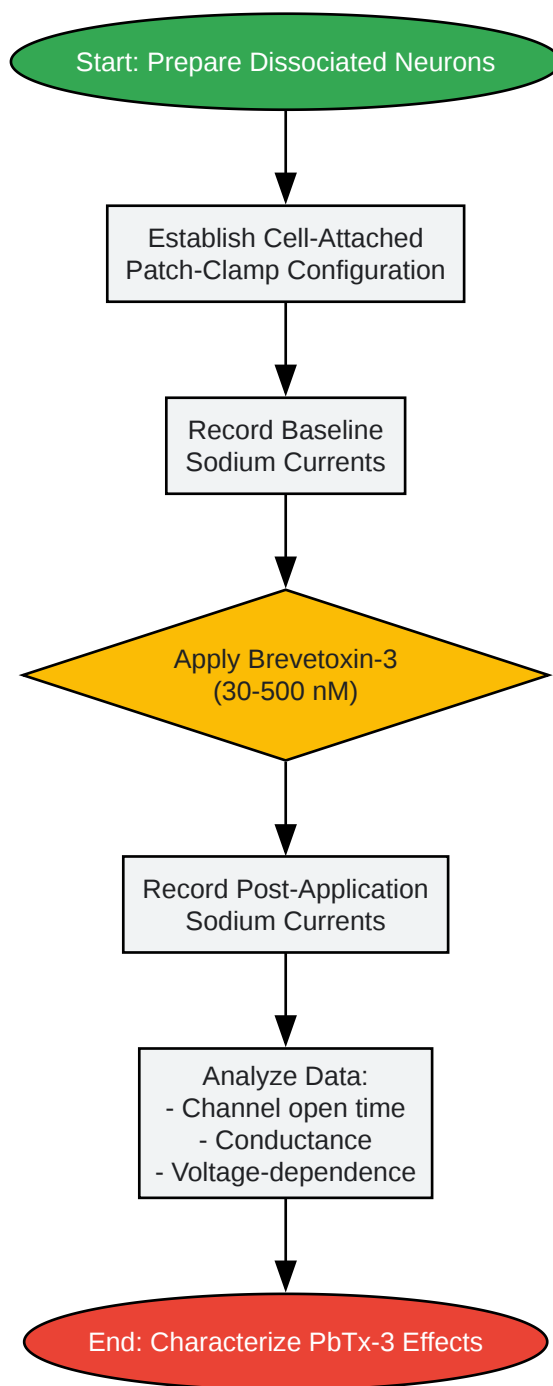 Start: Prepare Dissociated Neurons
Establish Cell-Attached
Patch-Clamp Configuration
Record Baseline
Sodium Currents
Apply Brevetoxin-3
(30-500 nM)
Record Post-Application
Sodium Currents
Analyze Data:
- Channel open time
- Conductance
- Voltage-dependence
End: Characterize PbTx-3 Effects